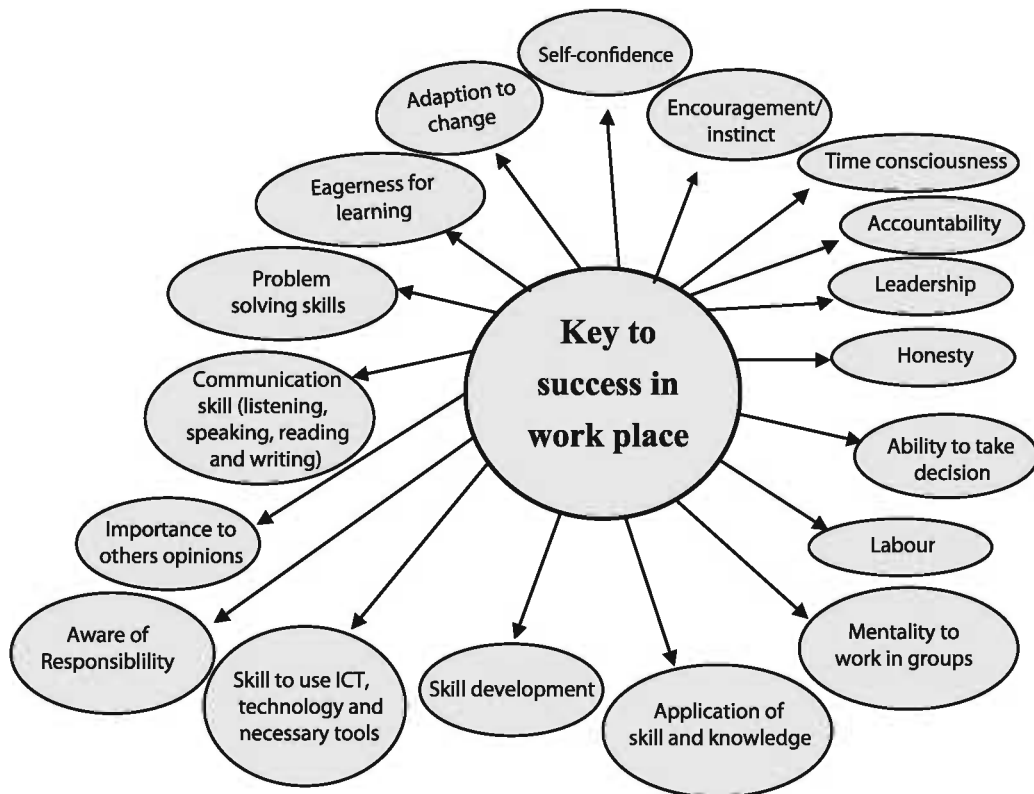 Self-confidence
Adaption to
change
Encouragement/
instinct
Time consciousness
Eagerness for
learning
Accountability
Problem
solving skills
Leadership
Key to
success in
work place
Honesty
Communication
skill (listening,
speaking, reading
and writing)
Ability to take
decision
Importance to
others opinions
Labour
Aware of
Responsiblility
Mentality to
work in groups
Skill to use ICT,
technology and
necessary tools
Skill development
Application of
skill and knowledge